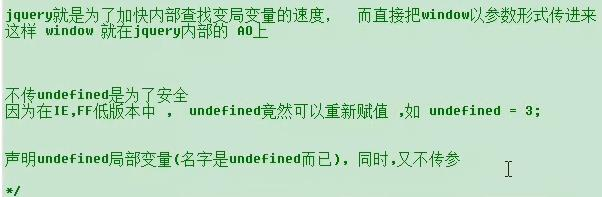 jquery就是为了加快内部查找变局变量的速度， 而直接把window以参数形式传进来
这样 window 就在jquery内部的 AO上
不传undefined是为了安全
因为在IE,FF低版本中 ， undefined竟然可以重新赋值 ,如 undefined = 3;
声明undefined局部变量(名字是undefined而已)，同时,又不传参
*/